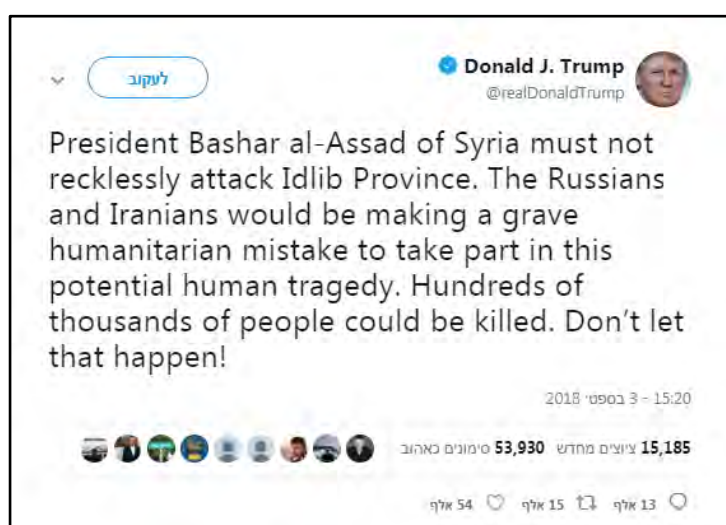 Donald J. Trump
@realDonaldTrump
לעקוב
President Bashar al-Assad of Syria must not
recklessly attack Idlib Province. The Russians
and Iranians would be making a grave
humanitarian mistake to take part in this
potential human tragedy. Hundreds of
thousands of people could be killed. Don't let
that happen!
15:20 - 3 בספט׳ 2018
15,185 ציוצים מחדש 53,930 סימונים כאהוב
13 אלף 15 אלף 54 אלף